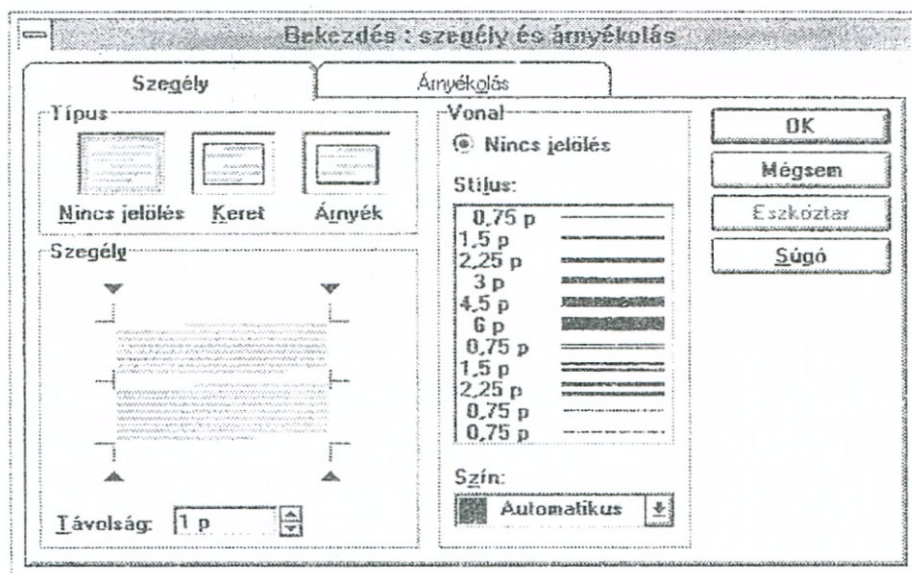 Bekezdés : szegély és árnyékolás
Szegély
Árnyékolás
Típus
Nincs jelölés
Keret
Árnyék
Szegély
Távolság:
1 p
Vonal
Nincs jelölés
Stílus:
0,75 p
1,5 p
2,25 p
3 p
4,5 p
6 p
0,75 p
1,5 p
2,25 p
0,75 p
0,75 p
Szín:
Automatikus
OK
Mégsem
Eszköztar
Súgó